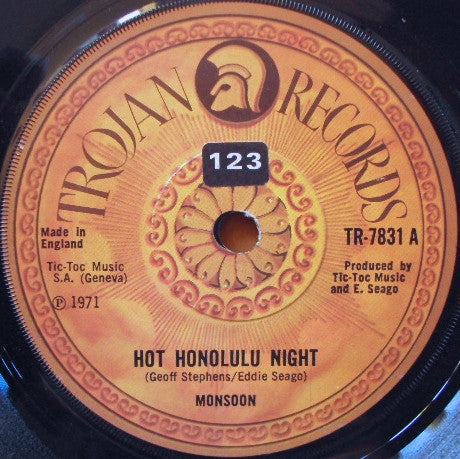 TROJAN RECORDS
123
Made in
England
TR-7831 A
Tic-Toc Music
S.A. (Geneva)
Produced by
Tic-Toc Music
and E. Seago
℗ 1971
HOT HONOLULU NIGHT
(Geoff Stephens/Eddie Seago)
MONSOON